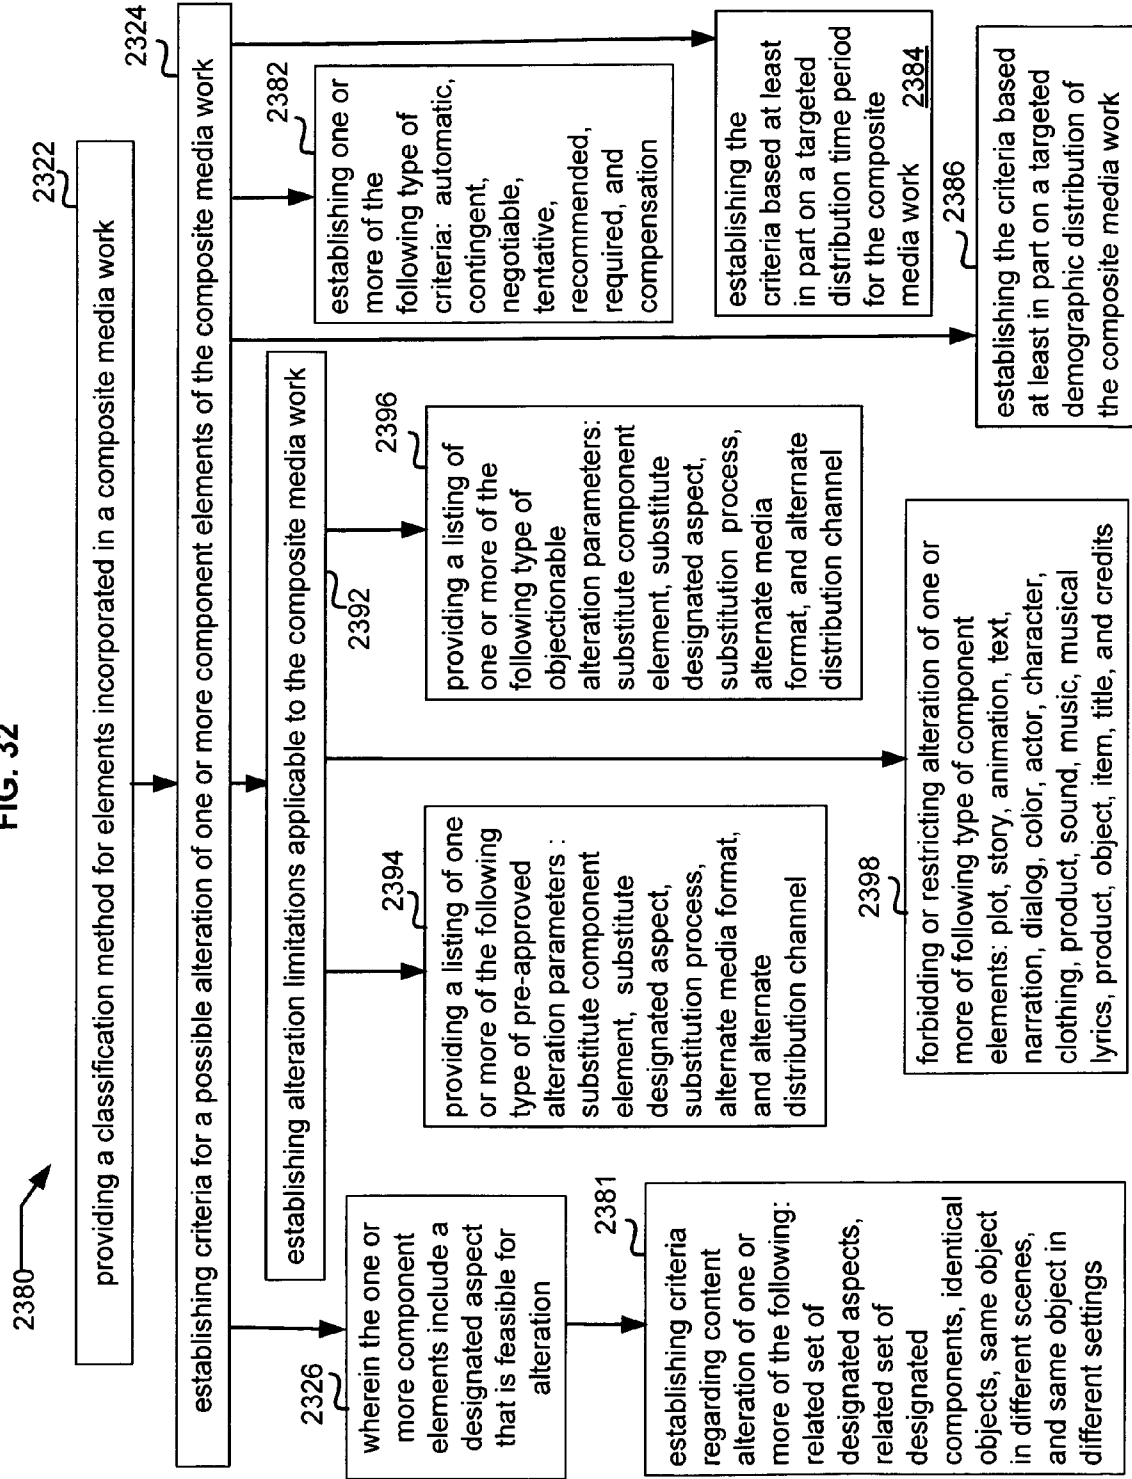 FIG. 32
2380
2322
providing a classification method for elements incorporated in a composite media work
2324
establishing criteria for a possible alteration of one or more component elements of the composite media work
establishing alteration limitations applicable to the composite media work
2392
2326
wherein the one or
more component
elements include a
designated aspect
that is feasible for
alteration
2381
establishing criteria
regarding content
alteration of one or
more of the following:
related set of
designated aspects,
related set of
designated
components, identical
objects, same object
in different scenes,
and same object in
different settings
2394
providing a listing of one
or more of the following
type of pre-approved
alteration parameters :
substitute component
element, substitute
designated aspect,
substitution process,
alternate media format,
and alternate
distribution channel
2396
providing a listing of
one or more of the
following type of
objectionable
alteration parameters:
substitute component
element, substitute
designated aspect,
substitution process,
alternate media
format, and alternate
distribution channel
2398
forbidding or restricting alteration of one or
more of following type of component
elements: plot, story, animation, text,
narration, dialog, color, actor, character,
clothing, product, sound, music, musical
lyrics, product, object, item, title, and credits
2382
establishing one or
more of the
following type of
criteria: automatic,
contingent,
negotiable,
tentative,
recommended,
required, and
compensation
establishing the
criteria based at least
in part on a targeted
distribution time period
for the composite
media work 2384
2386
establishing the criteria based
at least in part on a targeted
demographic distribution of
the composite media work